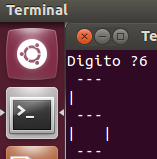 Terminal
Te
Digito ?6
 ---
|
 ---
|   |
 ---